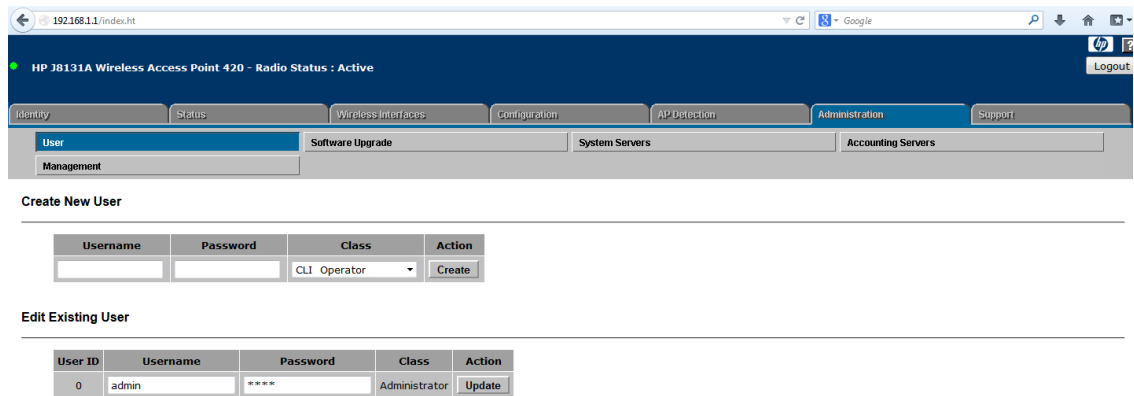 192.168.1.1/index.ht
8 Google
hp ?
HP J8131A Wireless Access Point 420 - Radio Status : Active
Logout
Identity Status Wireless Interfaces Configuration AP Detection Administration Support
User Software Upgrade System Servers Accounting Servers
Management
Create New User
Username Password Class Action
CLI Operator Create
Edit Existing User
User ID Username Password Class Action
0 admin **** Administrator Update